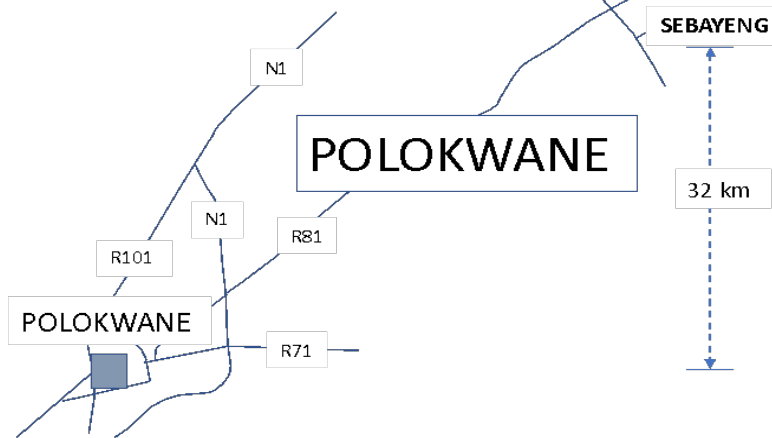 SEBAYENG
N1
POLOKWANE
32 km
N1
R81
R101
POLOKWANE
R71